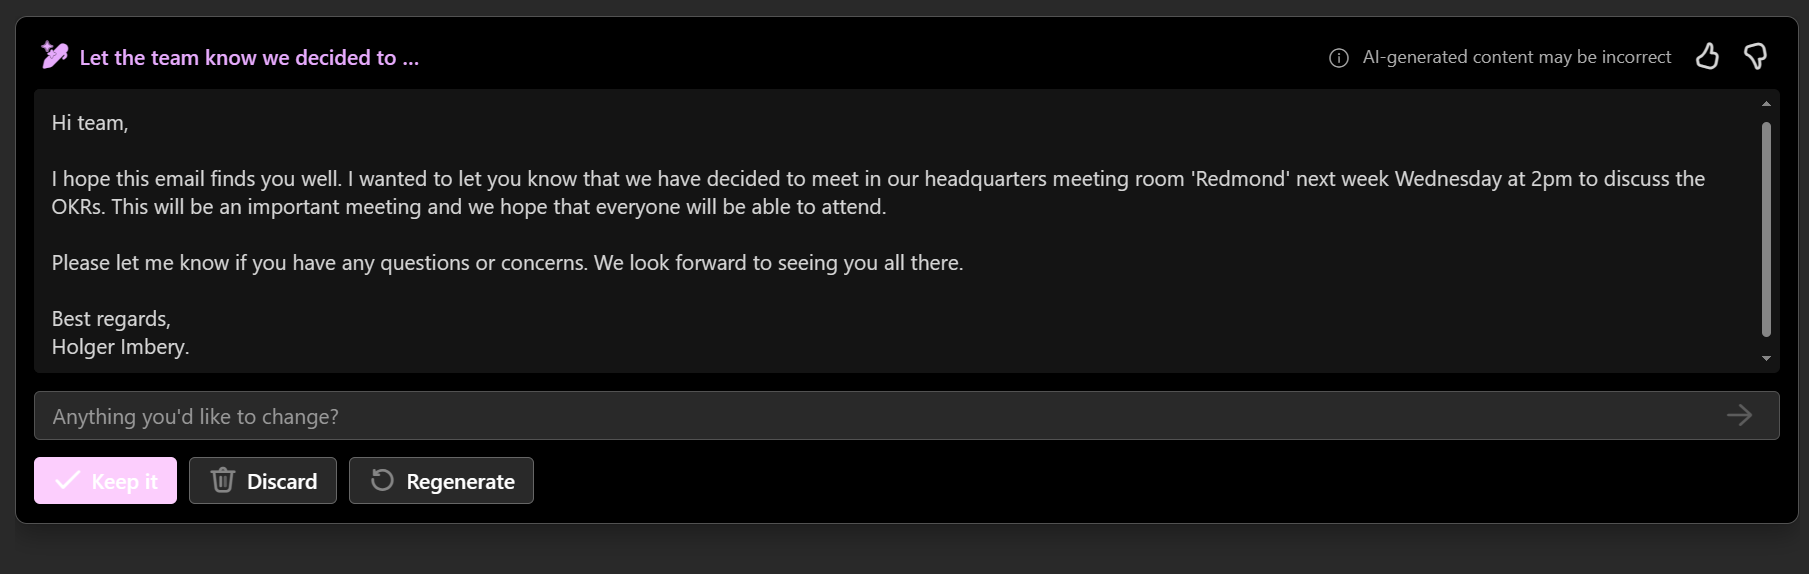 Let the team know we decided to ...
AI-generated content may be incorrect
Hi team,
I hope this email finds you well. I wanted to let you know that we have decided to meet in our headquarters meeting room 'Redmond' next week Wednesday at 2pm to discuss the
OKRs. This will be an important meeting and we hope that everyone will be able to attend.
Please let me know if you have any questions or concerns. We look forward to seeing you all there.
Best regards,
Holger Imbery.
Anything you'd like to change?
Keep it
Discard
Regenerate